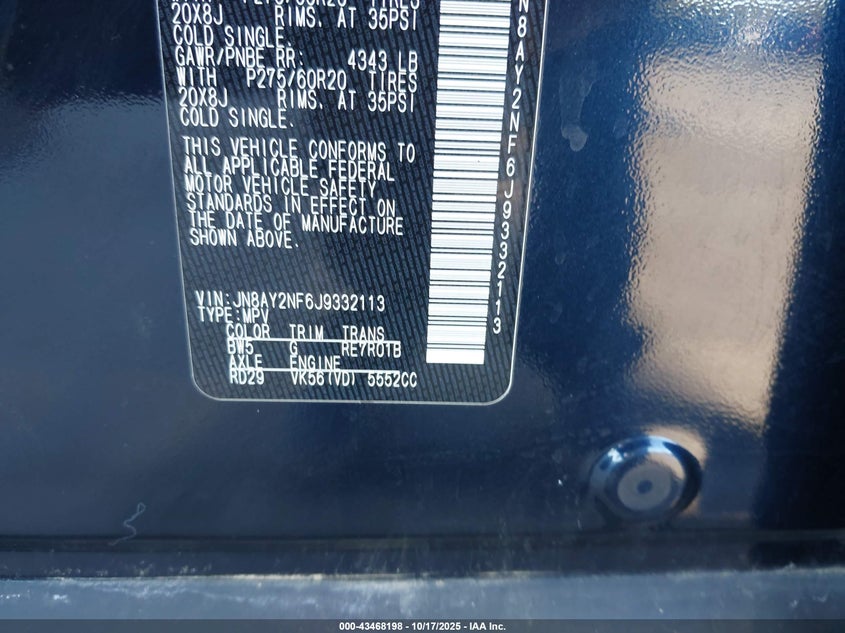 20X8J RIMS. AT 35PSI
COLD SINGLE.
GAWR/PNBE RR: 4343 LB
WITH P275/60R20 TIRES
20X8J RIMS. AT 35PSI
COLD SINGLE.
THIS VEHICLE CONFORMS TO
ALL APPLICABLE FEDERAL
MOTOR VEHICLE SAFETY
STANDARDS IN EFFECT ON
THE DATE OF MANUFACTURE
SHOWN ABOVE.
VIN:JN8AY2NF6J9332113
TYPE:MPV
COLOR TRIM TRANS
BW5 G RE7R01B
AXLE ENGINE
RD29 VK56(VD) 5552CC
N8AY2NF6J9332113
000-43468198 - 10/17/2025 - IAA Inc.